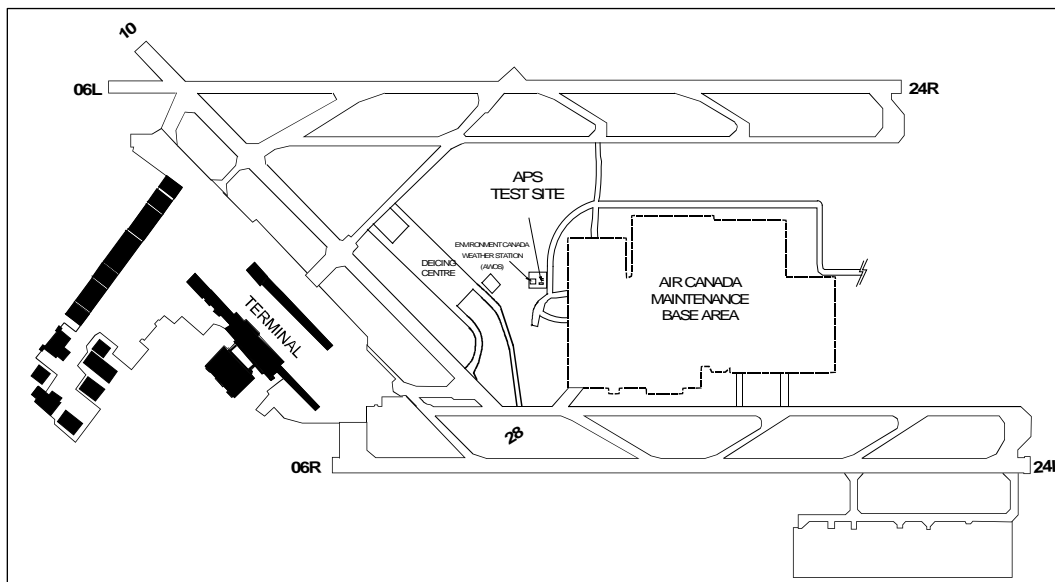 10
06L
24R
APS
TEST SITE
ENVIRONMENT CANADA
WEATHER STATION
(AWOS)
DEICING
CENTRE
AIR CANADA
MAINTENANCE
BASE AREA
TERMINAL
28
06R
24L